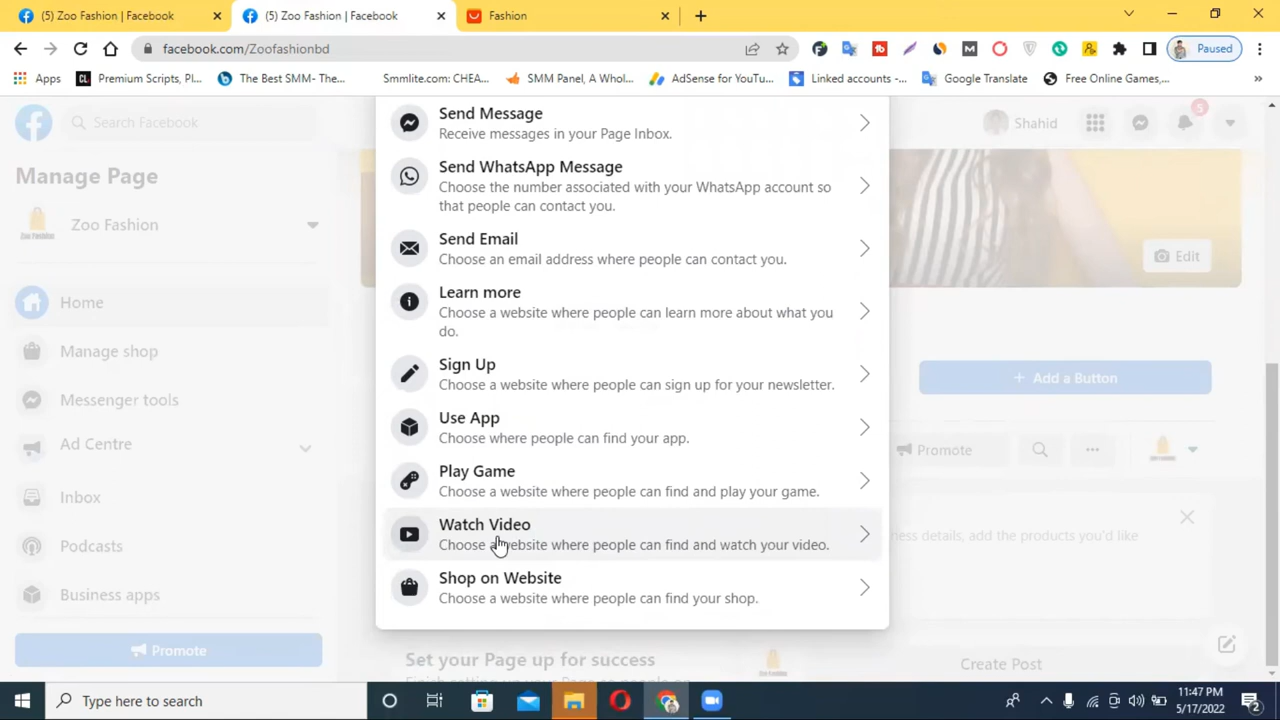 (5) Zoo Fashion | Facebook
(5) Zoo Fashion | Facebook
Fashion
facebook.com/Zoofashionbd
Paused
Apps
Premium Scripts, Pl...
The Best SMM- The...
Smmlite.com: CHEA...
SMM Panel, A Whol...
AdSense for YouTu...
Linked accounts -...
Google Translate
Free Online Games,...
»
Search Facebook
Shahid
5
Manage Page
Zoo Fashion
Home
Manage shop
Messenger tools
Ad Centre
Inbox
Podcasts
Business apps
Promote
Send Message
Receive messages in your Page Inbox.
Send WhatsApp Message
Choose the number associated with your WhatsApp account so
that people can contact you.
Send Email
Choose an email address where people can contact you.
Learn more
Choose a website where people can learn more about what you
do.
Sign Up
Choose a website where people can sign up for your newsletter.
Use App
Choose where people can find your app.
Play Game
Choose a website where people can find and play your game.
Watch Video
Choose a website where people can find and watch your video.
Shop on Website
Choose a website where people can find your shop.
Edit
+ Add a Button
Promote
ness details, add the products you'd like
Set your Page up for success
Create Post
Type here to search
11:47 PM
5/17/2022
2